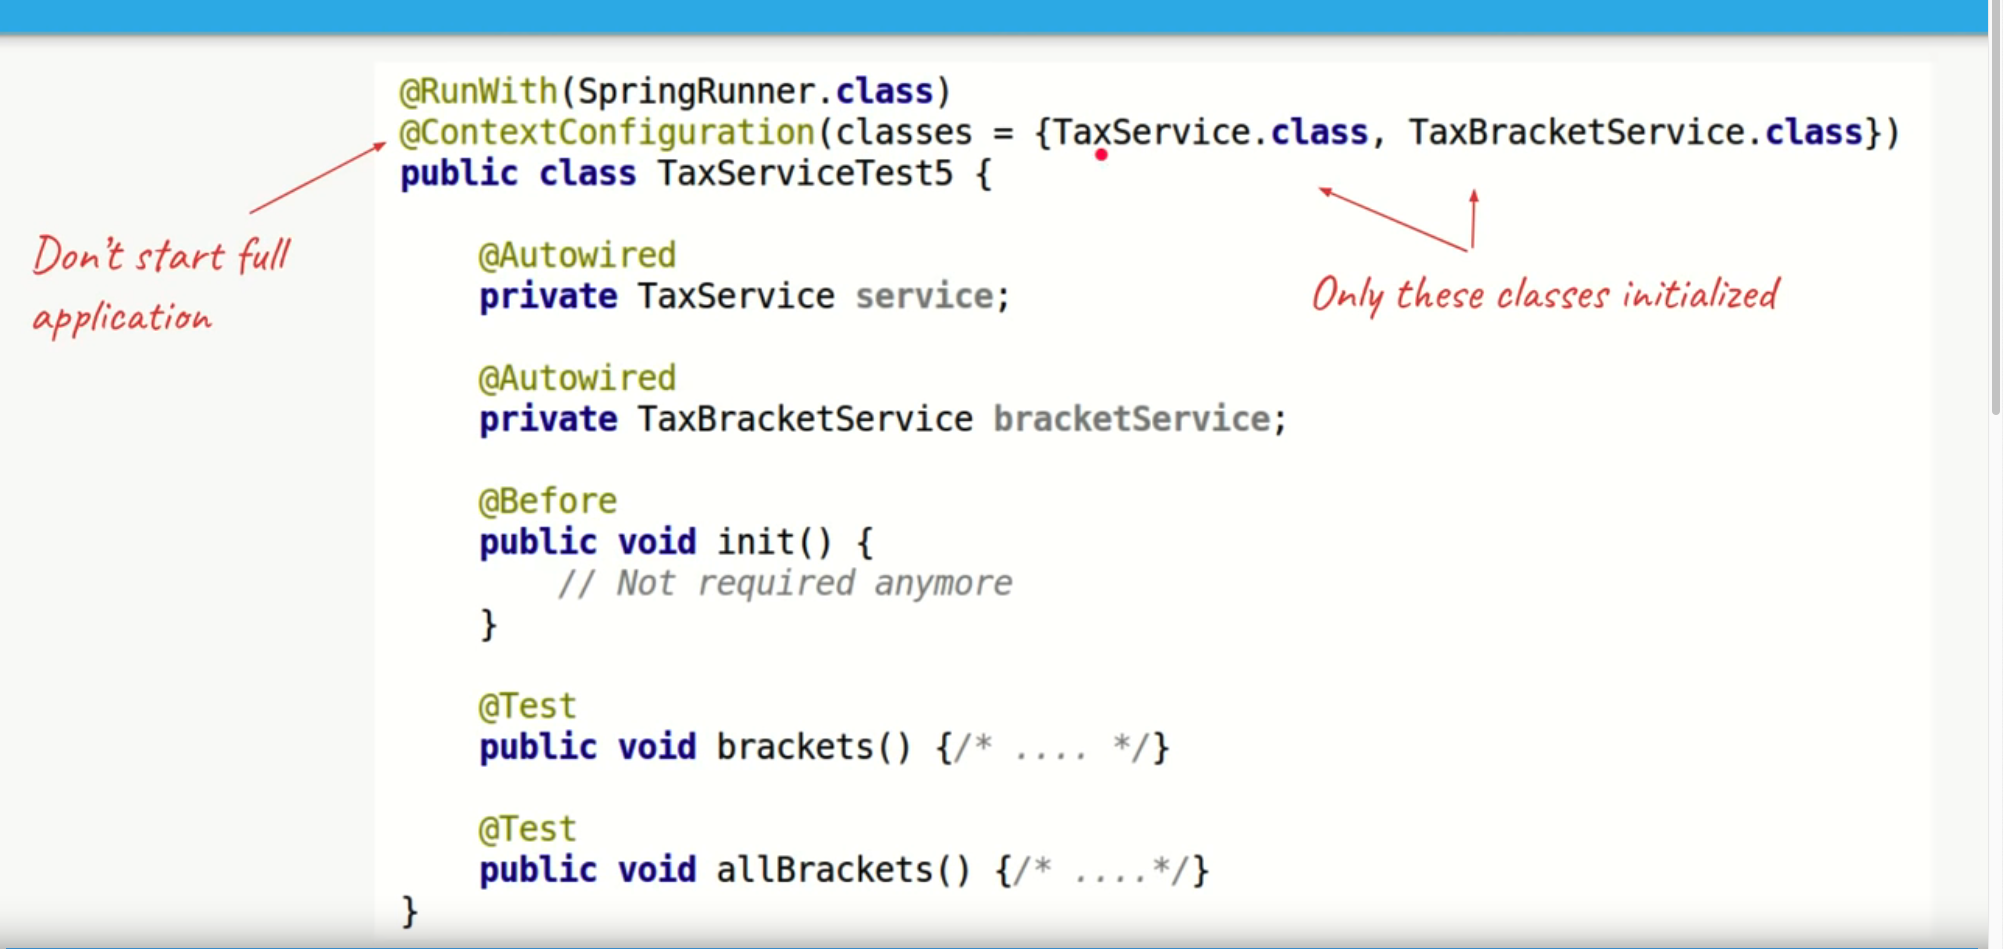 @RunWith(SpringRunner.class)
@ContextConfiguration(classes = {TaxService.class, TaxBracketService.class})
public class TaxServiceTest5 {
Don't start full
application
Only these classes initialized
@Autowired
private TaxService service;
@Autowired
private TaxBracketService bracketService;
@Before
public void init() {
// Not required anymore
}
@Test
public void brackets() {/* .... */}
@Test
public void allBrackets() {/* ....*/}
}